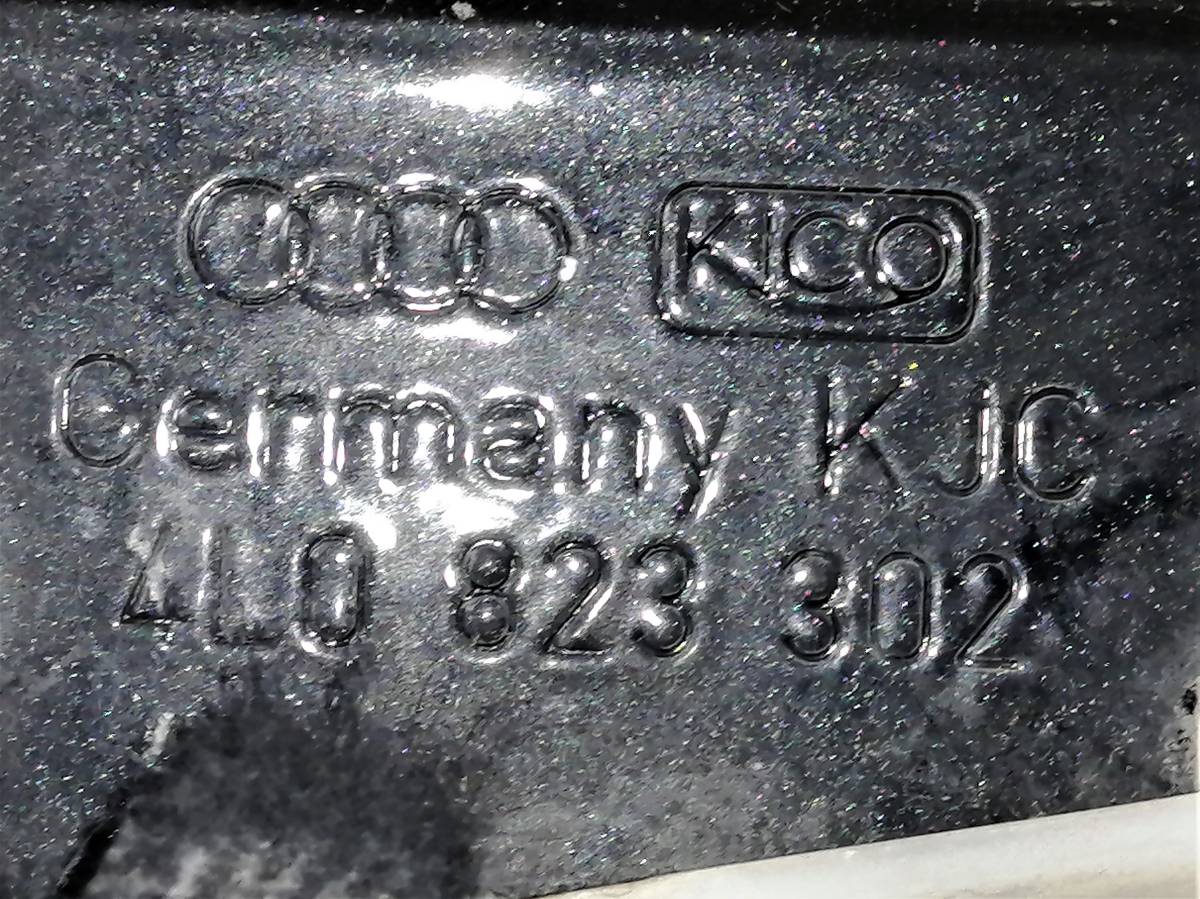 KICO
Germany KJC
4L0 823 302